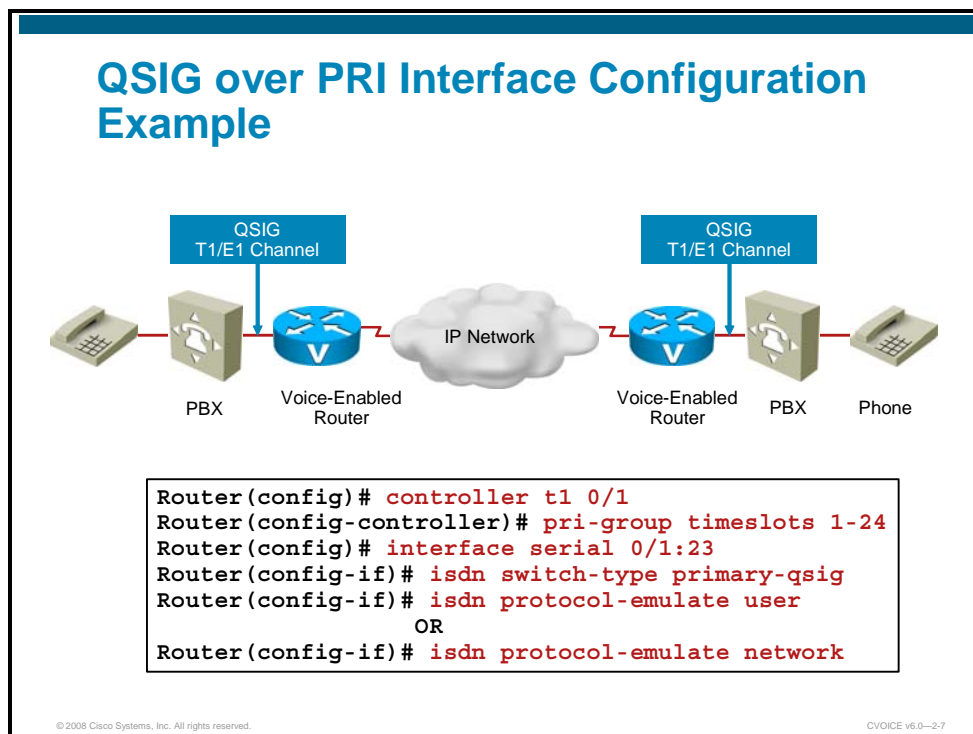 QSIG over PRI Interface Configuration
Example
QSIG
T1/E1 Channel
QSIG
T1/E1 Channel
IP Network
V
V
PBX
Voice-Enabled
Router
Voice-Enabled
Router
PBX
Phone
Router(config)# controller t1 0/1
Router(config-controller)# pri-group timeslots 1-24
Router(config)# interface serial 0/1:23
Router(config-if)# isdn switch-type primary-qsig
Router(config-if)# isdn protocol-emulate user
OR
Router(config-if)# isdn protocol-emulate network
© 2008 Cisco Systems, Inc. All rights reserved.
CVOICE v6.0—2-7